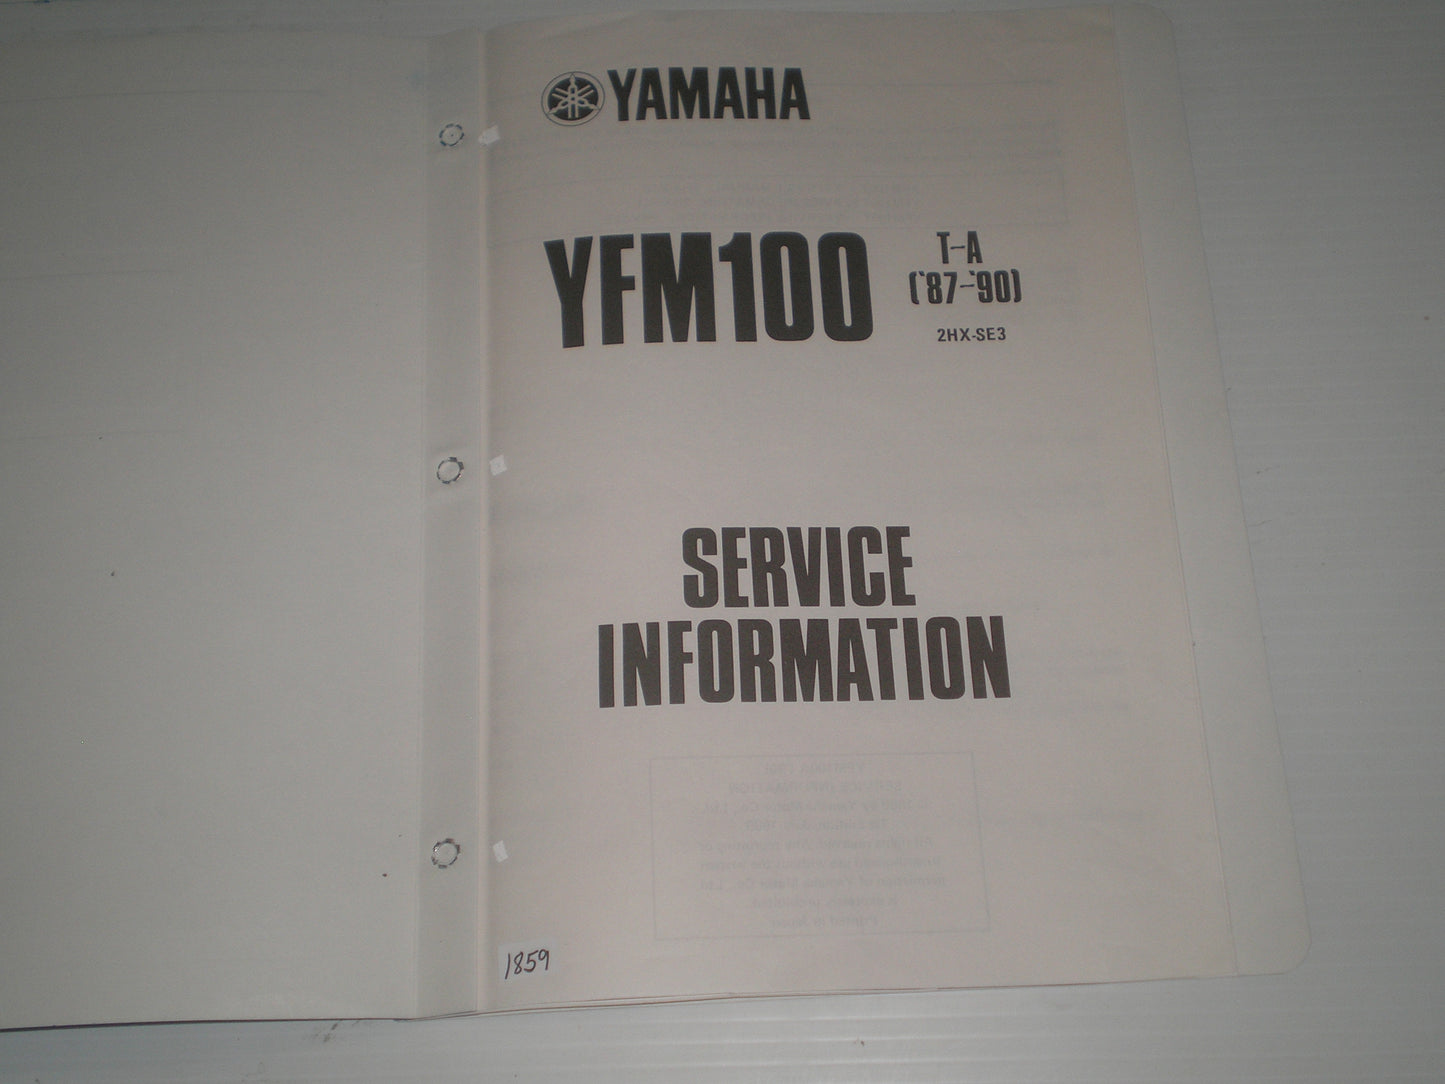 YAMAHA
YFM100
T-A
('87-'90)
2HX-SE3
SERVICE
INFORMATION
1859